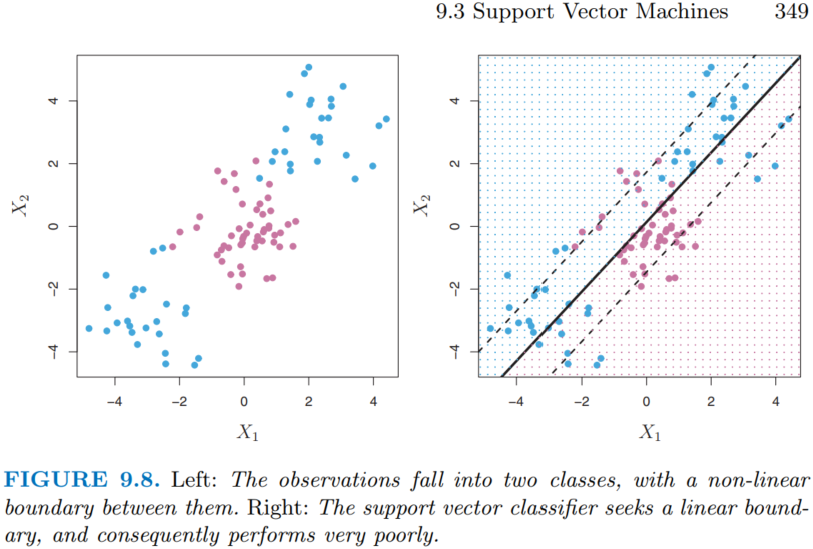 9.3 Support Vector Machines 349
4
2
0
−2
−4
X2
−4 −2 0 2 4
X1
4
2
0
−2
−4
X2
−4 −2 0 2 4
X1
FIGURE 9.8. Left: The observations fall into two classes, with a non-linear
boundary between them. Right: The support vector classifier seeks a linear bound-
ary, and consequently performs very poorly.